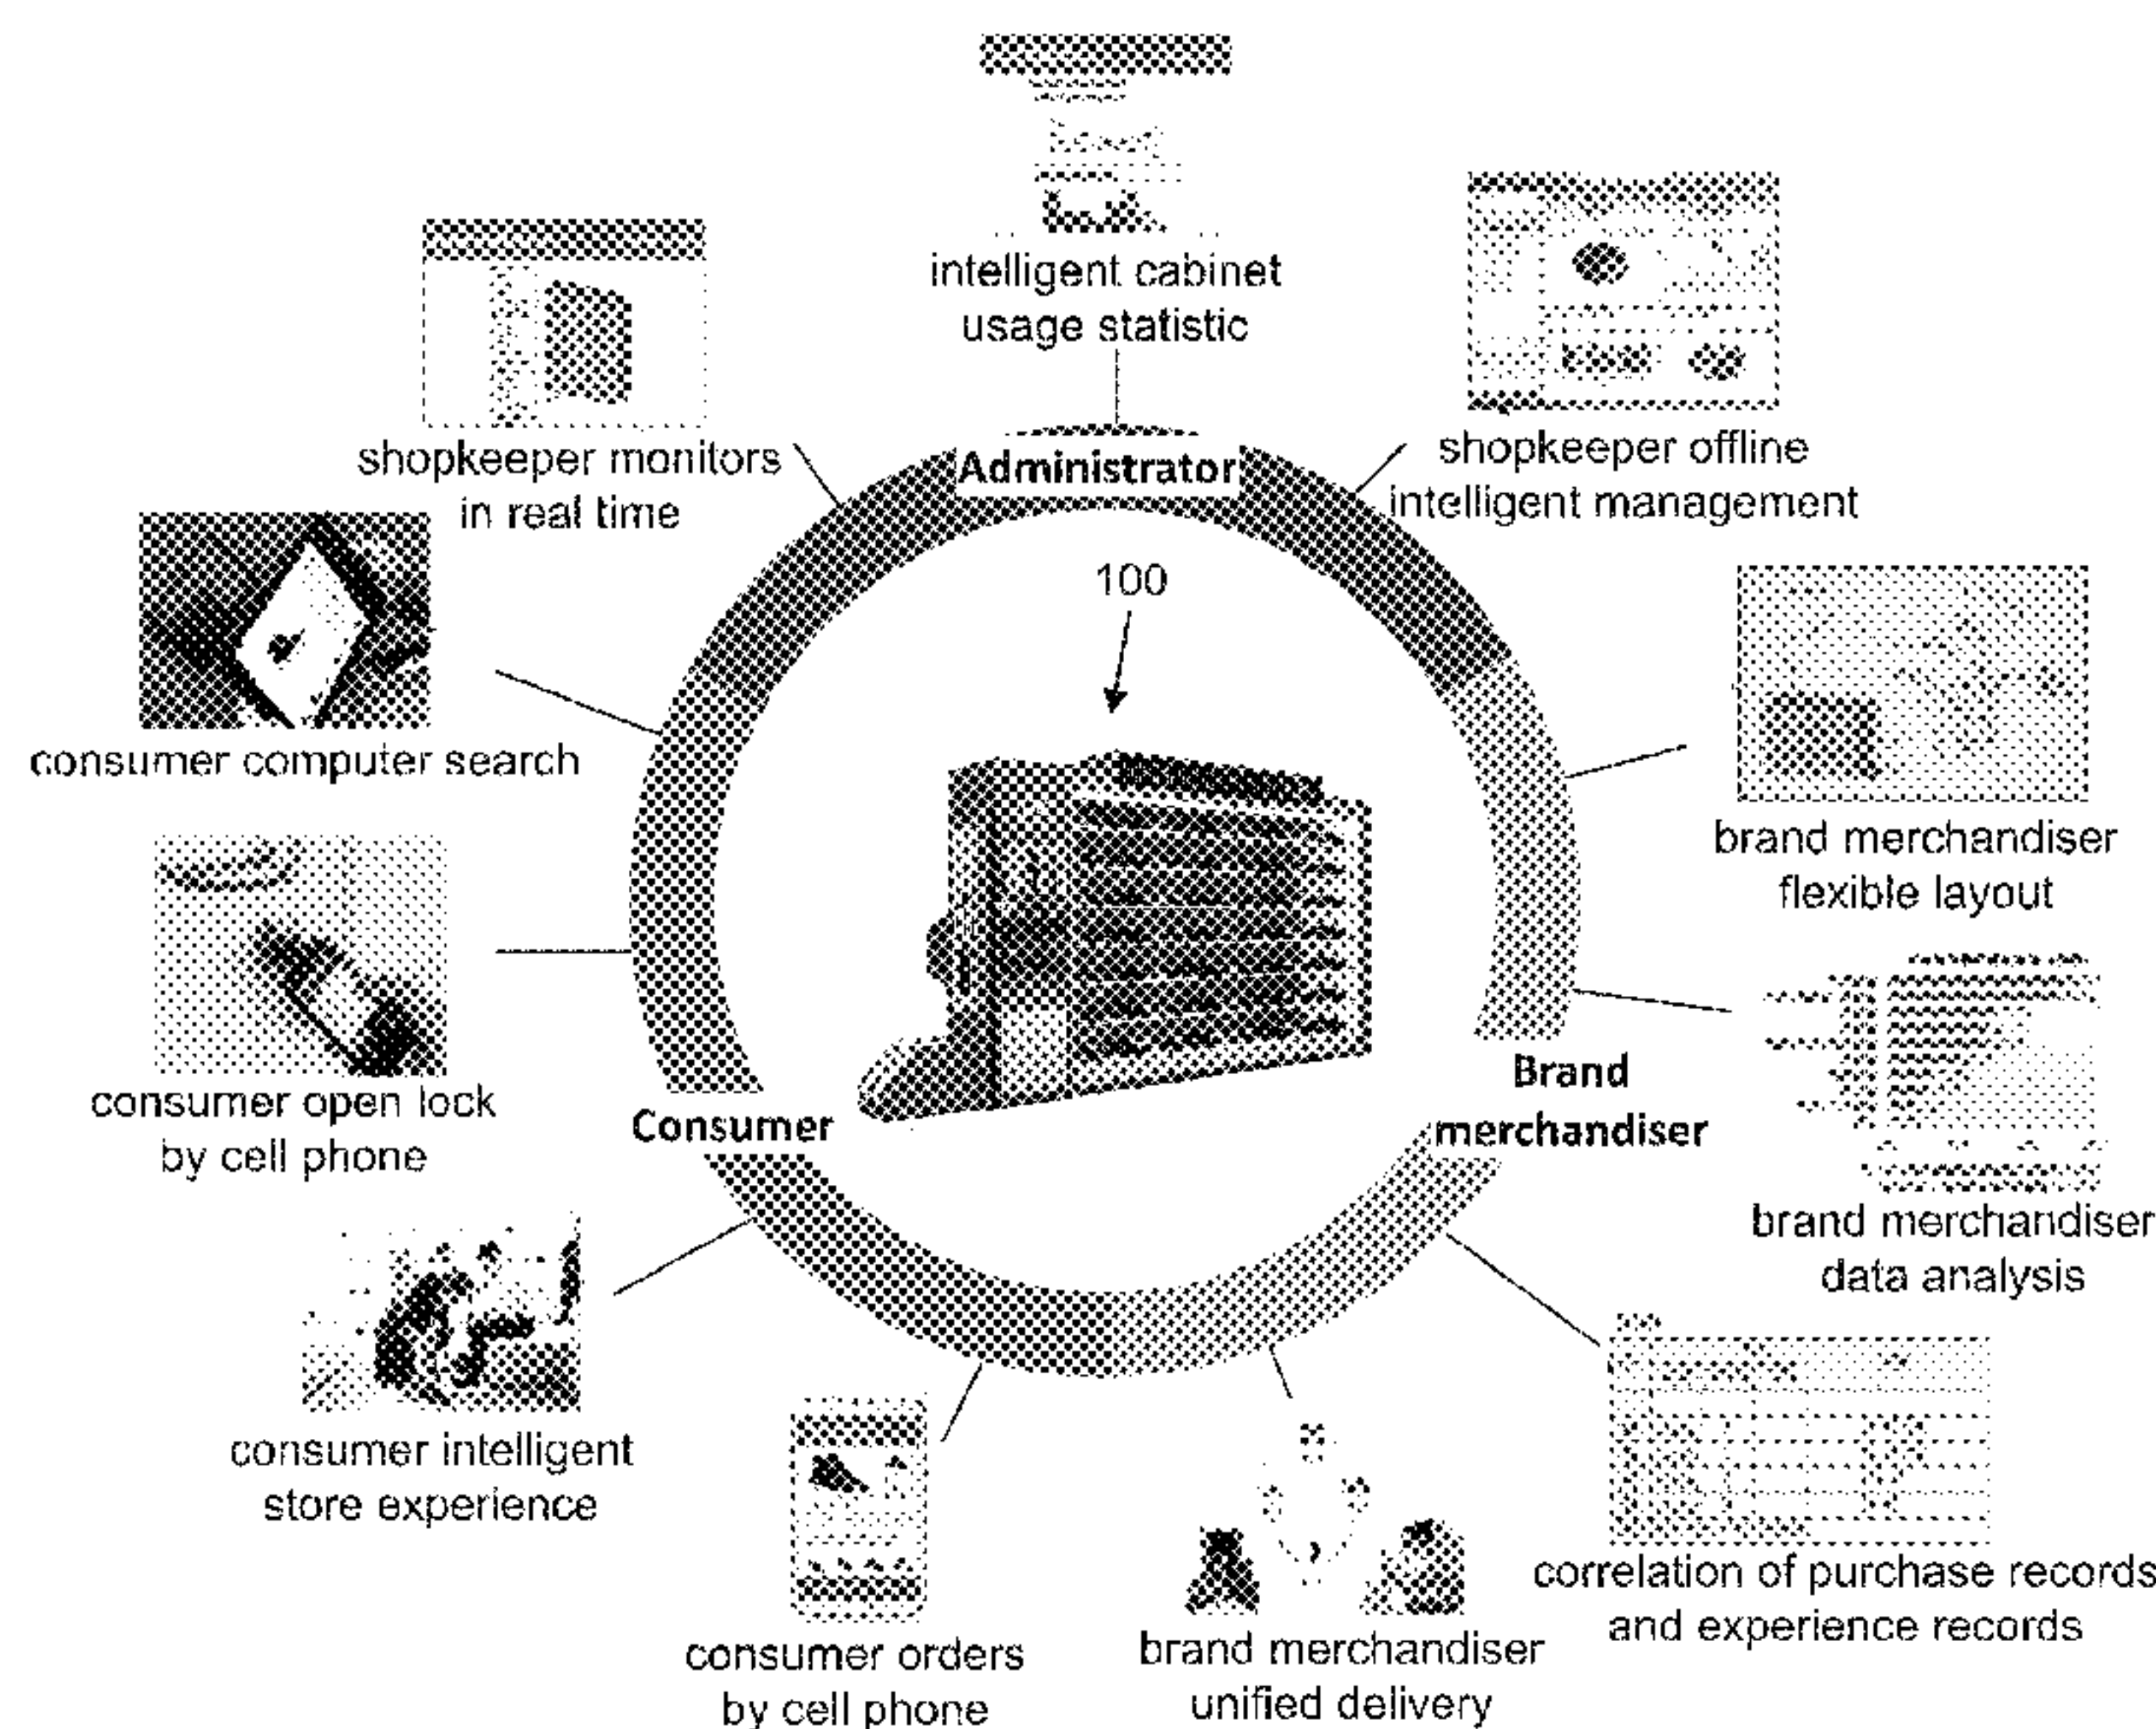 intelligent cabinet
usage statistic
shopkeeper monitors
in real time
shopkeeper offline
intelligent management
Administrator
100
consumer computer search
brand merchandiser
flexible layout
consumer open lock
by cell phone
Consumer
Brand
merchandiser
brand merchandiser
data analysis
consumer intelligent
store experience
correlation of purchase records
and experience records
consumer orders
by cell phone
brand merchandiser
unified delivery